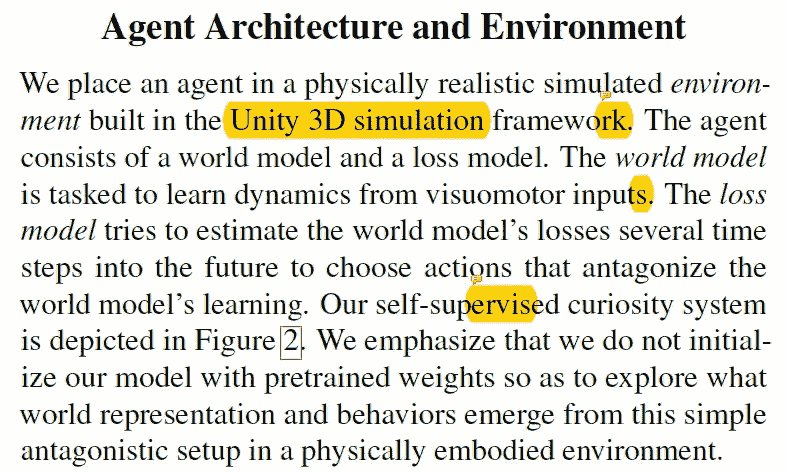 Agent Architecture and Environment
We place an agent in a physically realistic simulated environ-
ment built in the Unity 3D simulation framework. The agent
consists of a world model and a loss model. The world model
is tasked to learn dynamics from visuomotor inputs. The loss
model tries to estimate the world model's losses several time
steps into the future to choose actions that antagonize the
world model's learning. Our self-supervised curiosity system
is depicted in Figure 2. We emphasize that we do not initial-
ize our model with pretrained weights so as to explore what
world representation and behaviors emerge from this simple
antagonistic setup in a physically embodied environment.